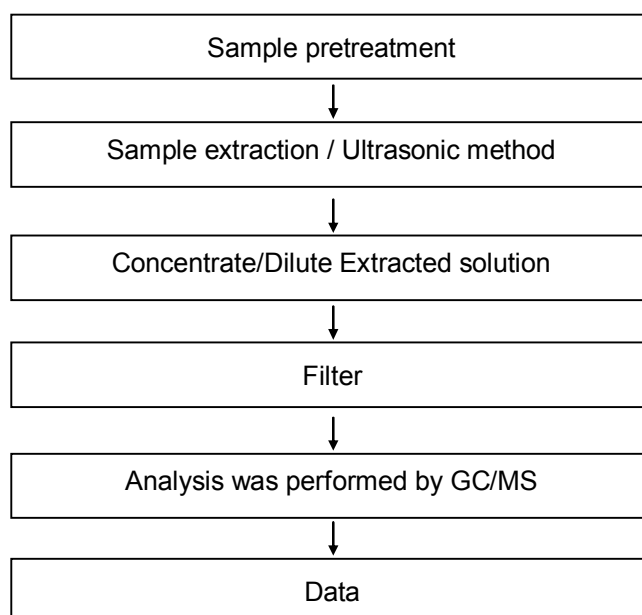 Sample pretreatment
Sample extraction / Ultrasonic method
Concentrate/Dilute Extracted solution
Filter
Analysis was performed by GC/MS
Data